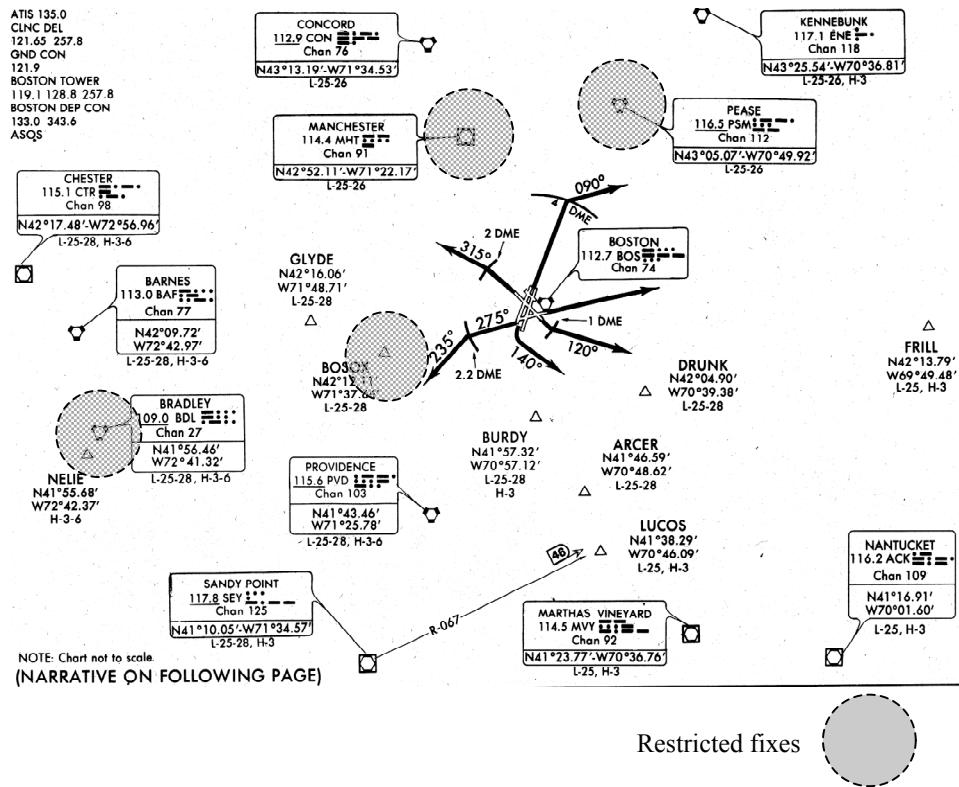 ATIS 135.0
CLNC DEL
121.65 257.8
GND CON
121.9
BOSTON TOWER
119.1 128.8 257.8
BOSTON DEP CON
133.0 343.6
ASOS
CONCORD
112.9 CON
Chan 76
N43°13.19'-W71°34.53'
L-25-26
KENNEBUNK
117.1 ENE
Chan 118
N43°25.54'-W70°36.81'
L-25-26, H-3
MANCHESTER
114.4 MHT
Chan 91
N42°52.11'-W71°22.17'
L-25-26
PEASE
116.5 PSM
Chan 112
N43°05.07'-W70°49.92'
L-25-26
CHESTER
115.1 CTR
Chan 98
N42°17.48'-W72°56.96'
L-25-28, H-3-6
090°
4 DME
2 DME
315°
BOSTON
112.7 BOS
Chan 74
GLYDE
N42°16.06'
W71°48.71'
L-25-28
BARNES
113.0 BAF
Chan 77
N42°09.72'
W72°42.97'
L-25-28, H-3-6
275°
235°
2.2 DME
1 DME
120°
140°
FRILL
N42°13.79'
W69°49.48'
L-25, H-3
BOSOX
N42°12.11'
W71°37.64'
L-25-28
DRUNK
N42°04.90'
W70°39.38'
L-25-28
BRADLEY
109.0 BDL
Chan 27
N41°56.46'
W72°41.32'
L-25-28, H-3-6
BURDY
N41°57.32'
W70°57.12'
L-25-28
H-3
ARCER
N41°46.59'
W70°48.62'
L-25-28
NELIE
N41°55.68'
W72°42.37'
H-3-6
PROVIDENCE
115.6 PVD
Chan 103
N41°43.46'
W71°25.78'
L-25-28, H-3-6
LUCOS
N41°38.29'
W70°46.09'
L-25, H-3
48
R-067
NANTUCKET
116.2 ACK
Chan 109
N41°16.91'
W70°01.60'
L-25, H-3
SANDY POINT
117.8 SEY
Chan 125
N41°10.05'-W71°34.57'
L-25-28, H-3
MARTHAS VINEYARD
114.5 MVY
Chan 92
N41°23.77'-W70°36.76'
L-25, H-3
NOTE: Chart not to scale.
(NARRATIVE ON FOLLOWING PAGE)
Restricted fixes